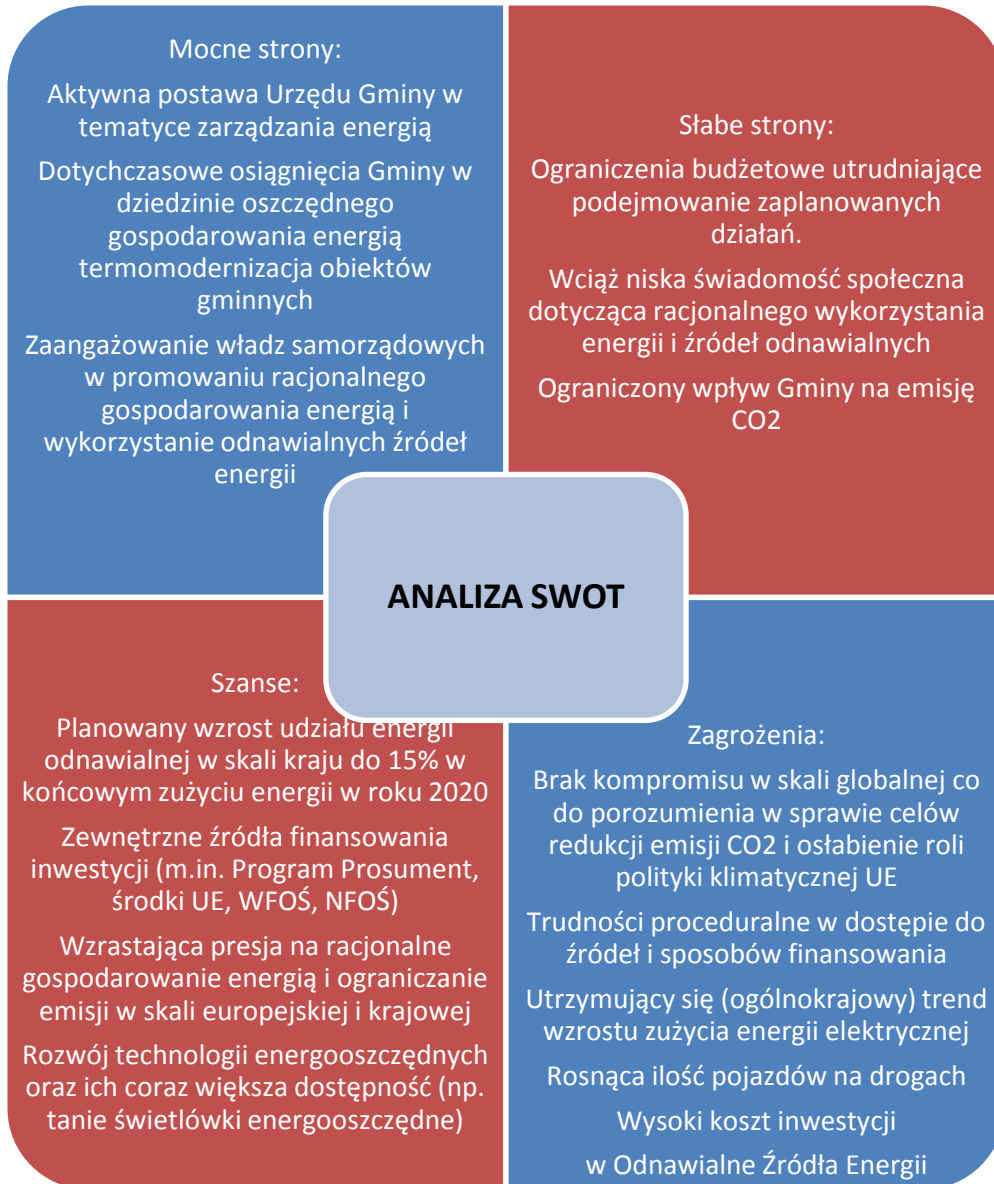 Mocne strony:
Aktywna postawa Urzędu Gminy w
tematyce zarządzania energią
Dotychczasowe osiągnięcia Gminy w
dziedzinie oszczędnego
gospodarowania energią
termomodernizacja obiektów
gminnych
Zaangażowanie władz samorządowych
w promowaniu racjonalnego
gospodarowania energią i
wykorzystanie odnawialnych źródeł
energii
Słabe strony:
Ograniczenia budżetowe utrudniające
podejmowanie zaplanowanych
działań.
Wciąż niska świadomość społeczna
dotycząca racjonalnego wykorzystania
energii i źródeł odnawialnych
Ograniczony wpływ Gminy na emisję
CO2
ANALIZA SWOT
Szanse:
Planowany wzrost udziału energii
odnawialnej w skali kraju do 15% w
końcowym zużyciu energii w roku 2020
Zewnętrzne źródła finansowania
inwestycji (m.in. Program Prosument,
środki UE, WFOŚ, NFOŚ)
Wzrastająca presja na racjonalne
gospodarowanie energią i ograniczanie
emisji w skali europejskiej i krajowej
Rozwój technologii energooszczędnych
oraz ich coraz większa dostępność (np.
tanie świetlówki energooszczędne)
Zagrożenia:
Brak kompromisu w skali globalnej co
do porozumienia w sprawie celów
redukcji emisji CO2 i osłabienie roli
polityki klimatycznej UE
Trudności proceduralne w dostępie do
źródeł i sposobów finansowania
Utrzymujący się (ogólnokrajowy) trend
wzrostu zużycia energii elektrycznej
Rosnąca ilość pojazdów na drogach
Wysoki koszt inwestycji
w Odnawialne Źródła Energii